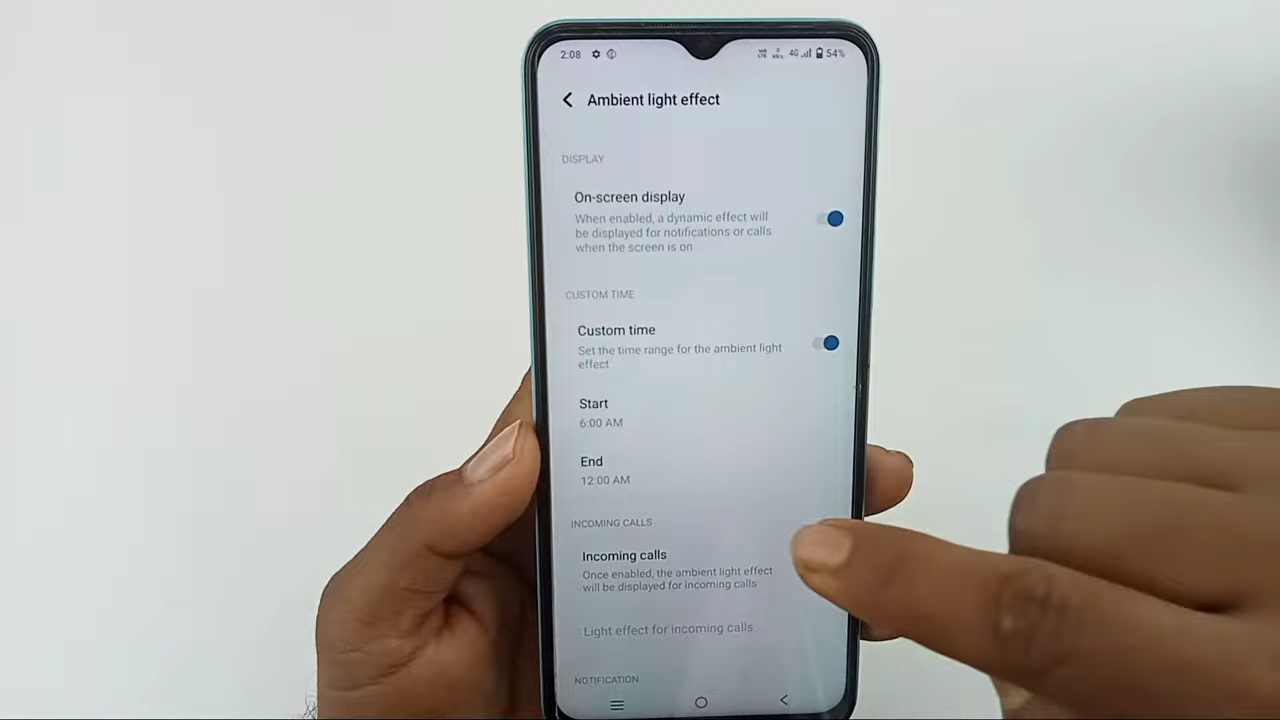 2:08 4G 54%
Ambient light effect
DISPLAY
On-screen display
When enabled, a dynamic effect will
be displayed for notifications or calls
when the screen is on
CUSTOM TIME
Custom time
Set the time range for the ambient light
effect
Start
6:00 AM
End
12:00 AM
INCOMING CALLS
Incoming calls
Once enabled, the ambient light effect
will be displayed for incoming calls
Light effect for incoming calls
NOTIFICATION